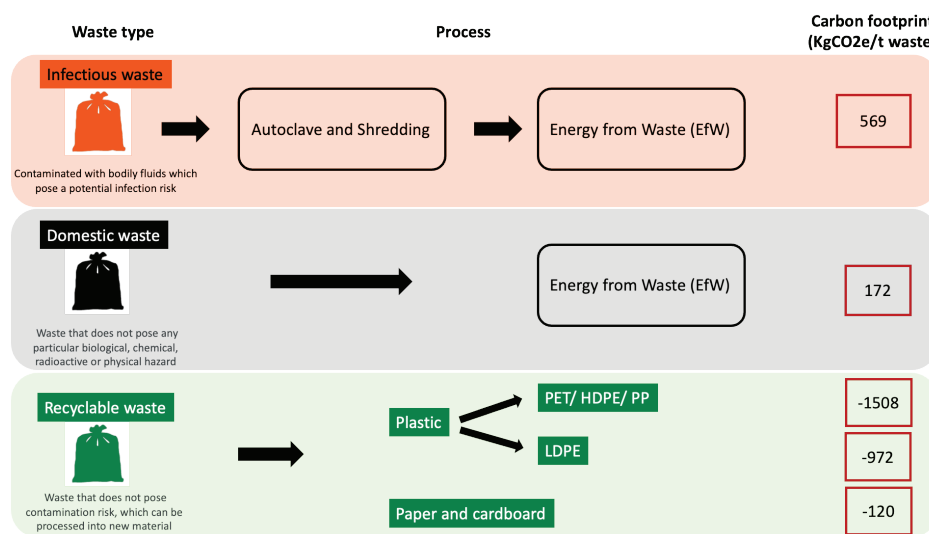 Waste type
Process
Carbon footprint
(KgCO2e/t waste
Infectious waste
Autoclave and Shredding
Energy from Waste (EfW)
569
Contaminated with bodily fluids which
pose a potential infection risk
Domestic waste
Energy from Waste (EfW)
172
Waste that does not pose any
particular biological, chemical,
radioactive or physical hazard
Recyclable waste
Plastic
PET/ HDPE/ PP
-1508
LDPE
-972
Waste that does not pose
contamination risk, which can be
processed into new material
Paper and cardboard
-120